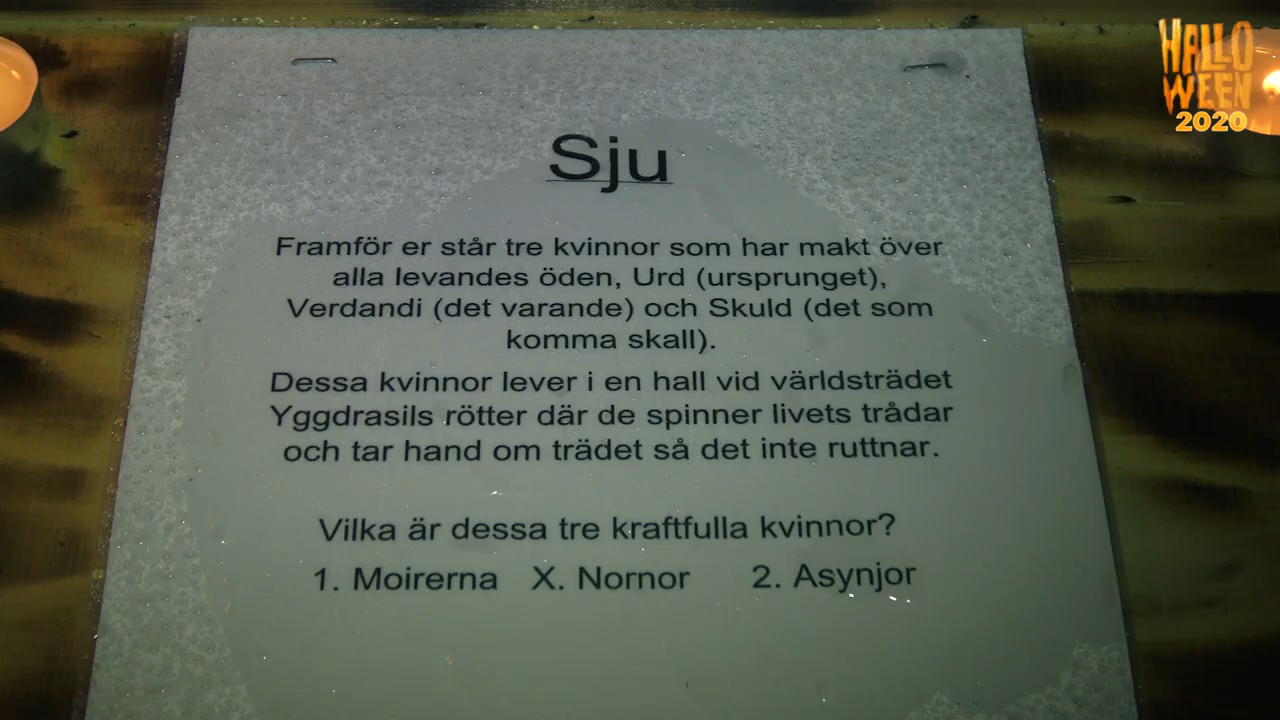 HALLO
WEEN
2020
Sju
Framför er står tre kvinnor som har makt över
alla levandes öden, Urd (ursprunget),
Verdandi (det varande) och Skuld (det som
komma skall).
Dessa kvinnor lever i en hall vid världsträdet
Yggdrasils rötter där de spinner livets trådar
och tar hand om trädet så det inte ruttnar.
Vilka är dessa tre kraftfulla kvinnor?
1. Moirerna X. Nornor 2. Asynjor